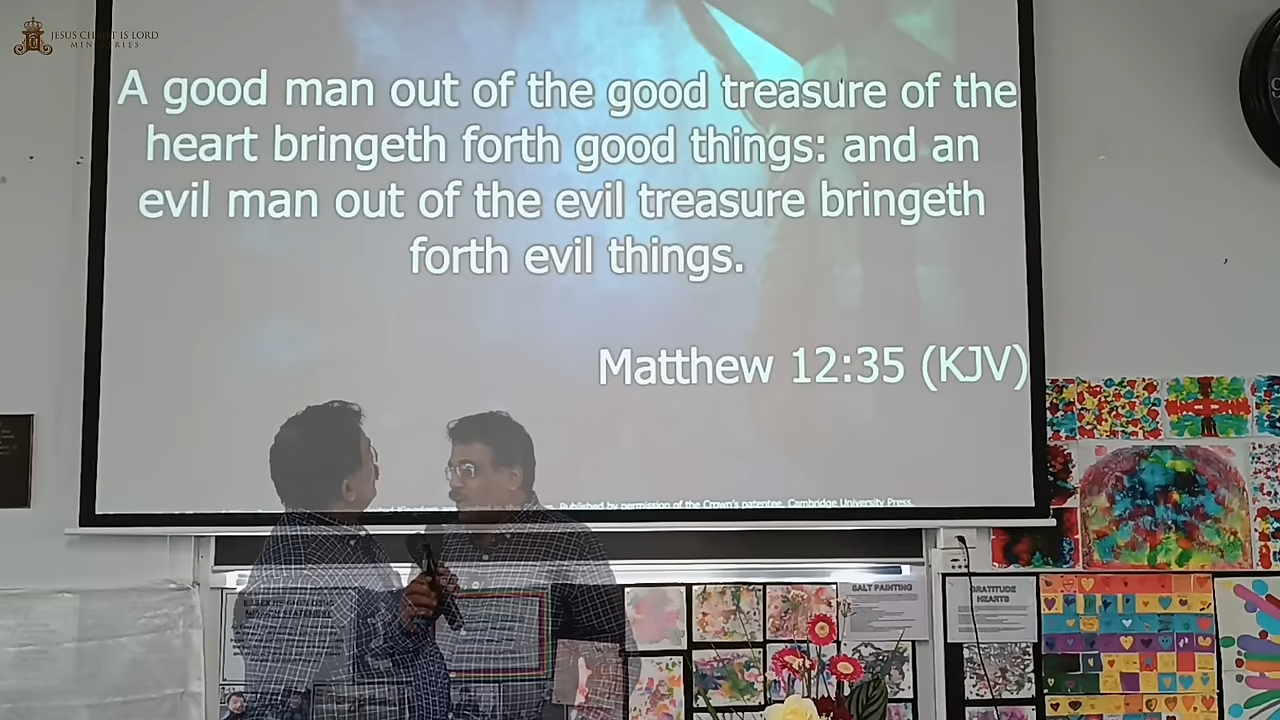 JESUS CHRIST IS LORD
MINISTRIES
A good man out of the good treasure of the
heart bringeth forth good things: and an
evil man out of the evil treasure bringeth
forth evil things.
Matthew 12:35 (KJV)
Published by permission of the Crown's patentee, Cambridge University Press.
SALT PAINTING
GRATITUDE
HEARTS